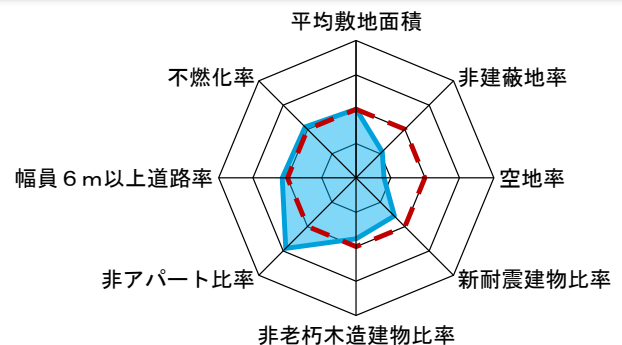 平均敷地面積
不燃化率
非建蔽地率
幅員６ｍ以上道路率
空地率
非アパート比率
新耐震建物比率
非老朽木造建物比率